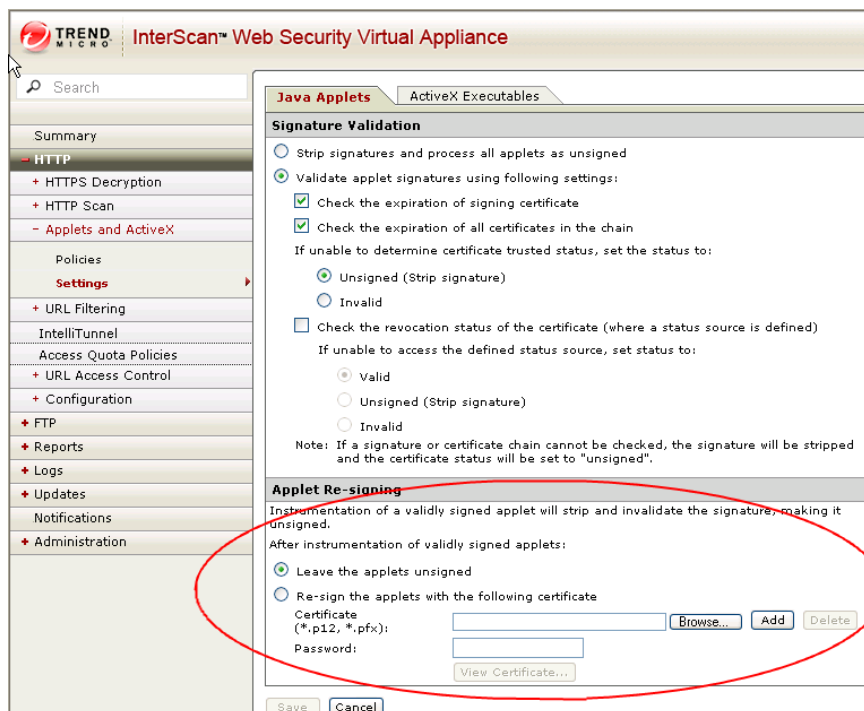 TREND MICRO InterScan™ Web Security Virtual Appliance
Search
Summary
− HTTP
+ HTTPS Decryption
+ HTTP Scan
− Applets and ActiveX
Policies
Settings
+ URL Filtering
IntelliTunnel
Access Quota Policies
+ URL Access Control
+ Configuration
+ FTP
+ Reports
+ Logs
+ Updates
Notifications
+ Administration
Java Applets
ActiveX Executables
Signature Validation
Strip signatures and process all applets as unsigned
Validate applet signatures using following settings:
Check the expiration of signing certificate
Check the expiration of all certificates in the chain
If unable to determine certificate trusted status, set the status to:
Unsigned (Strip signature)
Invalid
Check the revocation status of the certificate (where a status source is defined)
If unable to access the defined status source, set status to:
Valid
Unsigned (Strip signature)
Invalid
Note: If a signature or certificate chain cannot be checked, the signature will be stripped
and the certificate status will be set to "unsigned".
Applet Re-signing
Instrumentation of a validly signed applet will strip and invalidate the signature, making it
unsigned.
After instrumentation of validly signed applets:
Leave the applets unsigned
Re-sign the applets with the following certificate
Certificate
(*.p12, *.pfx):
Browse... Add Delete
Password:
View Certificate...
Save Cancel